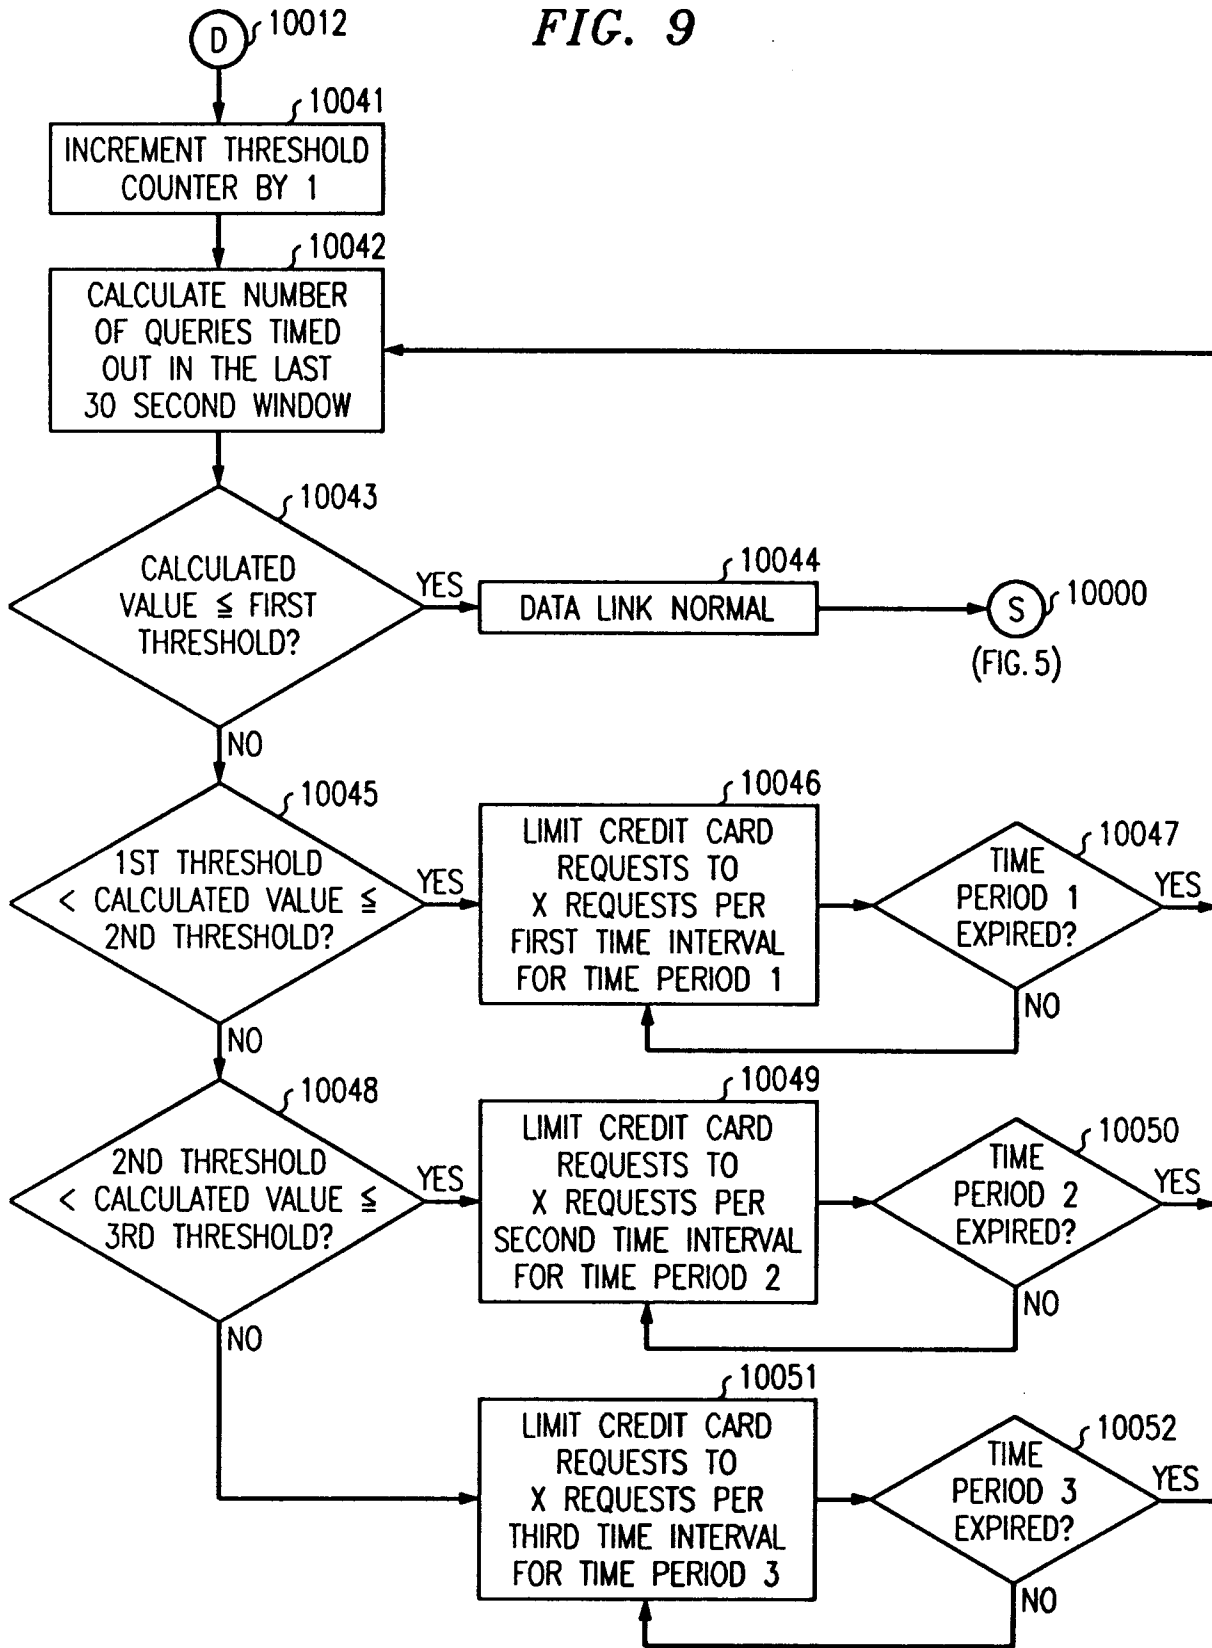 FIG. 9
D
10012
10041
INCREMENT THRESHOLD
COUNTER BY 1
10042
CALCULATE NUMBER
OF QUERIES TIMED
OUT IN THE LAST
30 SECOND WINDOW
10043
CALCULATED
VALUE ≦ FIRST
THRESHOLD?
YES
10044
DATA LINK NORMAL
S
10000
(FIG. 5)
NO
10045
1ST THRESHOLD
< CALCULATED VALUE ≦
2ND THRESHOLD?
YES
10046
LIMIT CREDIT CARD
REQUESTS TO
X REQUESTS PER
FIRST TIME INTERVAL
FOR TIME PERIOD 1
10047
TIME
PERIOD 1
EXPIRED?
YES
NO
NO
10048
2ND THRESHOLD
< CALCULATED VALUE ≦
3RD THRESHOLD?
YES
10049
LIMIT CREDIT CARD
REQUESTS TO
X REQUESTS PER
SECOND TIME INTERVAL
FOR TIME PERIOD 2
10050
TIME
PERIOD 2
EXPIRED?
YES
NO
NO
10051
LIMIT CREDIT CARD
REQUESTS TO
X REQUESTS PER
THIRD TIME INTERVAL
FOR TIME PERIOD 3
10052
TIME
PERIOD 3
EXPIRED?
YES
NO